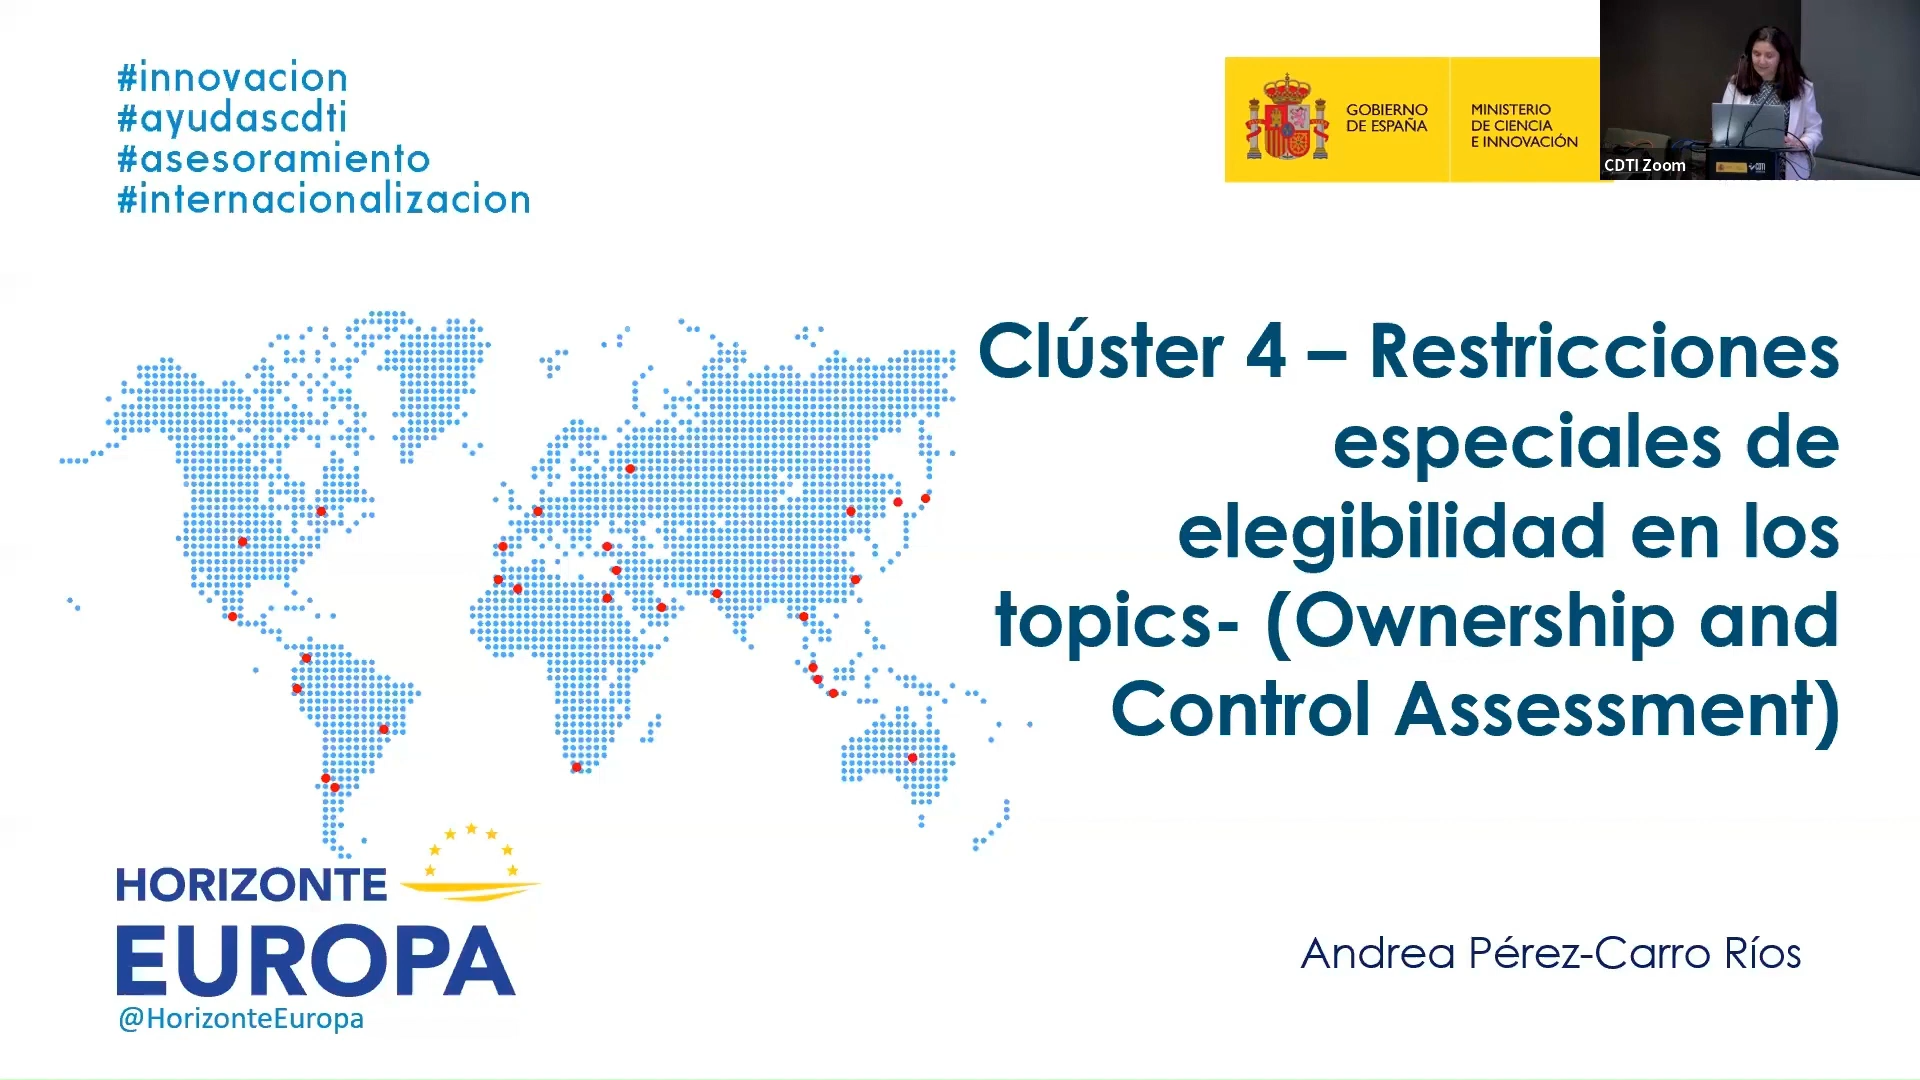 #innovacion
#ayudascdti
#asesoramiento
#internacionalizacion
GOBIERNO
DE ESPAÑA
MINISTERIO
DE CIENCIA
E INNOVACIÓN
CDTI Zoom
Clúster 4 – Restricciones
especiales de
elegibilidad en los
topics- (Ownership and
Control Assessment)
HORIZONTE
EUROPA
@HorizonteEuropa
Andrea Pérez-Carro Ríos